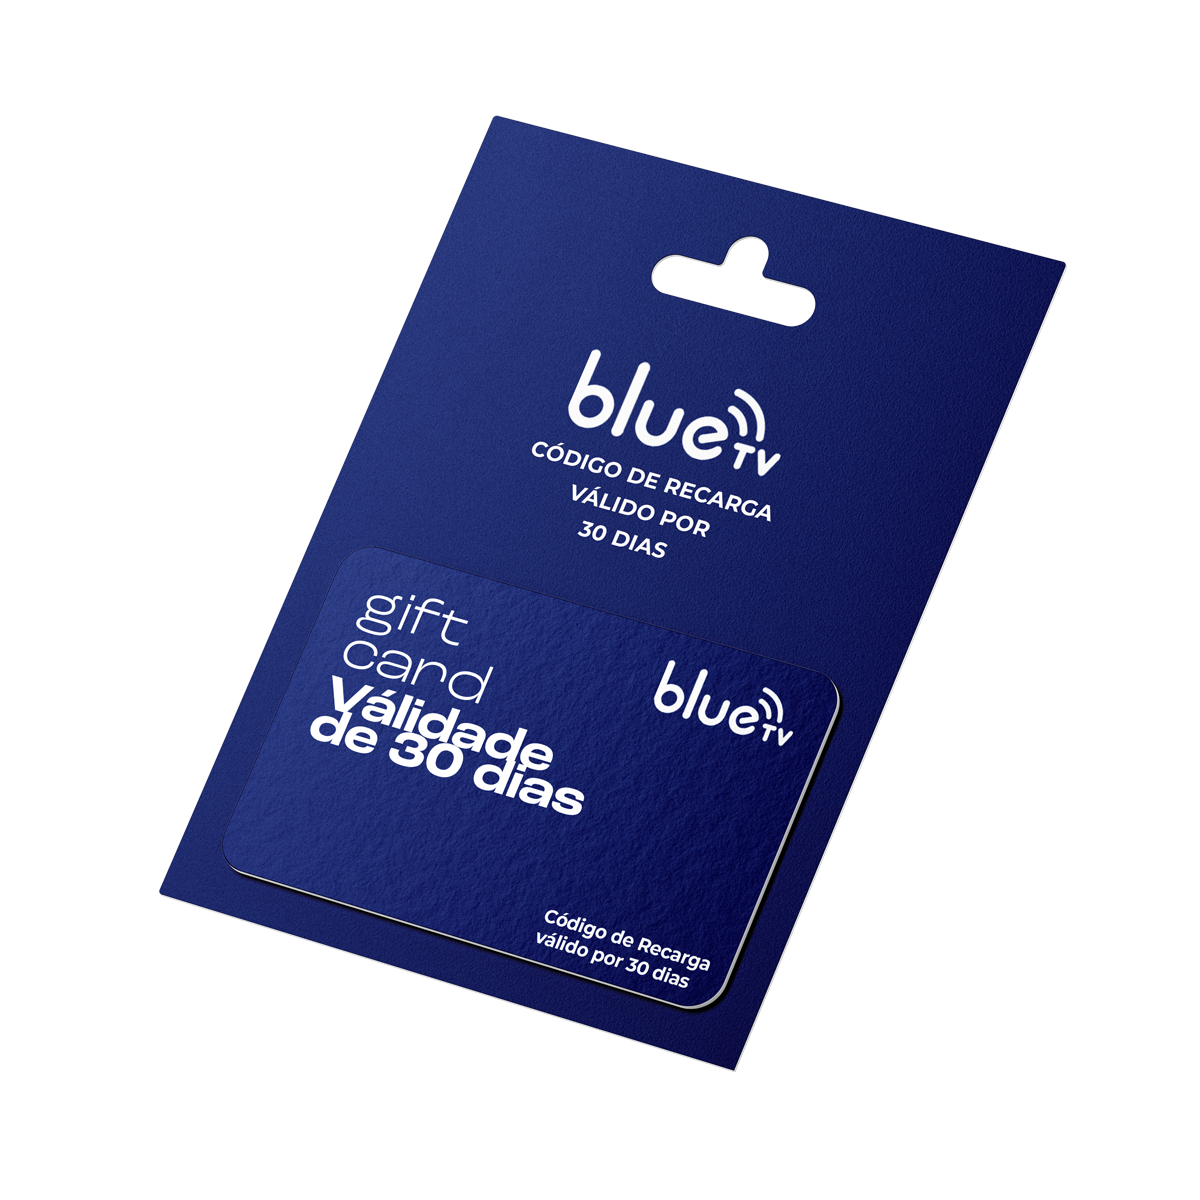 blue TV
CÓDIGO DE RECARGA
VÁLIDO POR
30 DIAS
gift
card
Válidade
de 30 dias
blue TV
Código de Recarga
válido por 30 dias